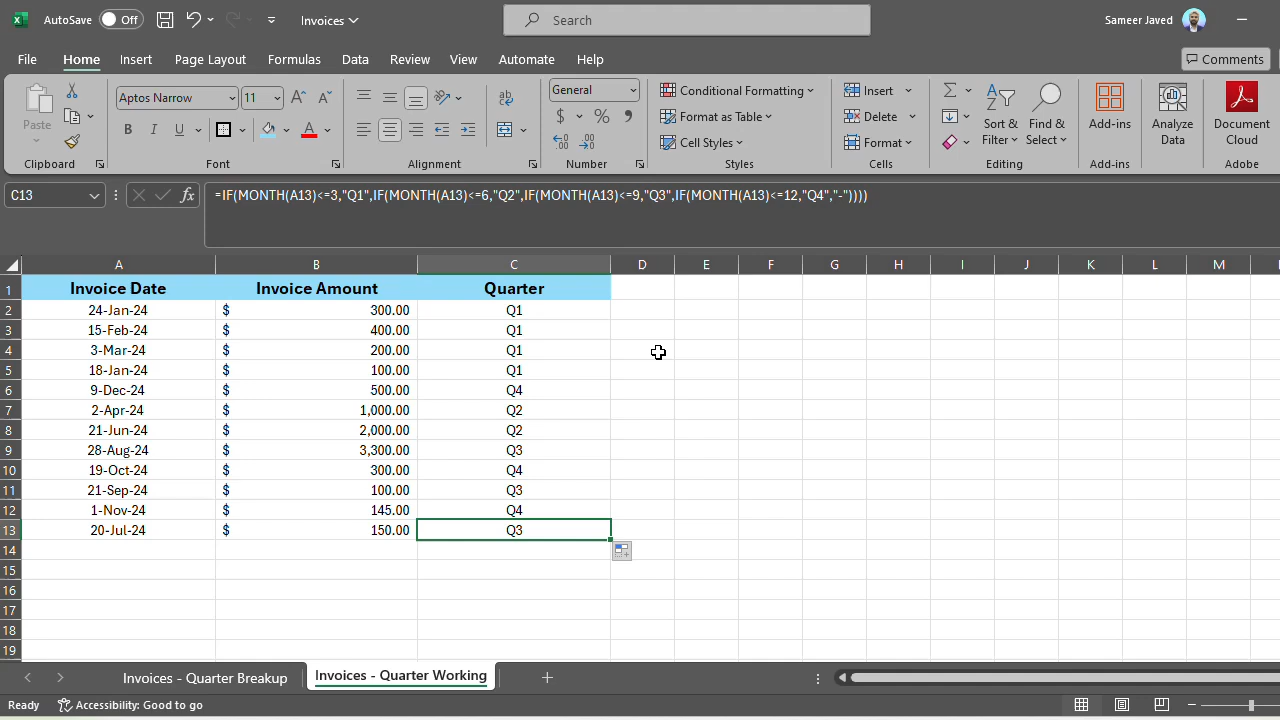 AutoSave Off Invoices Search Sameer Javed
File Home Insert Page Layout Formulas Data Review View Automate Help Comments
Paste Aptos Narrow 11 General Conditional Formatting Insert Sort & Filter Find & Select Add-ins Analyze Data Document Cloud
B I U A $ % Format as Table Delete
Cell Styles Format
Clipboard Font Alignment Number Styles Cells Editing Add-ins Adobe
C13 fx =IF(MONTH(A13)<=3,"Q1",IF(MONTH(A13)<=6,"Q2",IF(MONTH(A13)<=9,"Q3",IF(MONTH(A13)<=12,"Q4","-"))))
A B C D E F G H I J K L M
1 Invoice Date Invoice Amount Quarter
2 24-Jan-24 $ 300.00 Q1
3 15-Feb-24 $ 400.00 Q1
4 3-Mar-24 $ 200.00 Q1
5 18-Jan-24 $ 100.00 Q1
6 9-Dec-24 $ 500.00 Q4
7 2-Apr-24 $ 1,000.00 Q2
8 21-Jun-24 $ 2,000.00 Q2
9 28-Aug-24 $ 3,300.00 Q3
10 19-Oct-24 $ 300.00 Q4
11 21-Sep-24 $ 100.00 Q3
12 1-Nov-24 $ 145.00 Q4
13 20-Jul-24 $ 150.00 Q3
14
15
16
17
18
19
Invoices - Quarter Breakup Invoices - Quarter Working
Ready Accessibility: Good to go